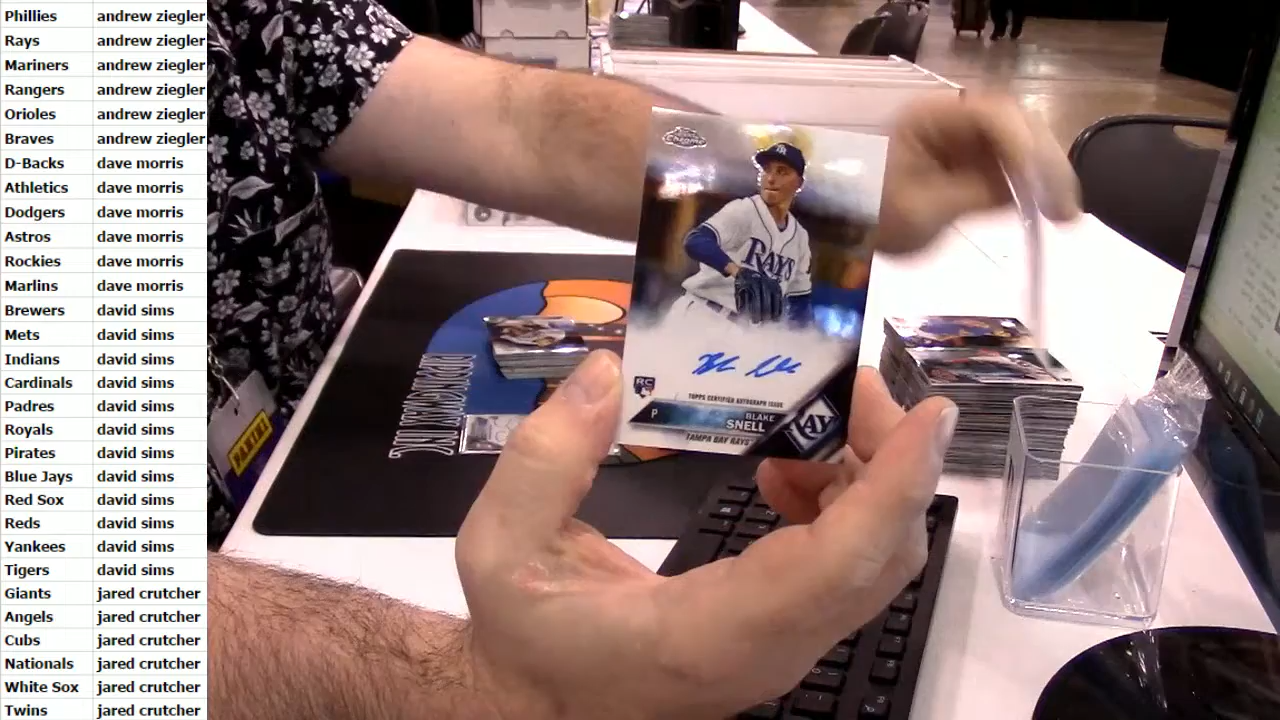 Phillies andrew ziegler
Rays andrew ziegler
Mariners andrew ziegler
Rangers andrew ziegler
Orioles andrew ziegler
Braves andrew ziegler
D-Backs dave morris
Athletics dave morris
Dodgers dave morris
Astros dave morris
Rockies dave morris
Marlins dave morris
Brewers david sims
Mets david sims
Indians david sims
Cardinals david sims
Padres david sims
Royals david sims
Pirates david sims
Blue Jays david sims
Red Sox david sims
Reds david sims
Yankees david sims
Tigers david sims
Giants jared crutcher
Angels jared crutcher
Cubs jared crutcher
Nationals jared crutcher
White Sox jared crutcher
Twins jared crutcher
Chrome
RAYS
RC
TOPPS CERTIFIED AUTOGRAPH ISSUE
P
BLAKE
SNELL
RAYS
TAMPA BAY RAYS
PANINI